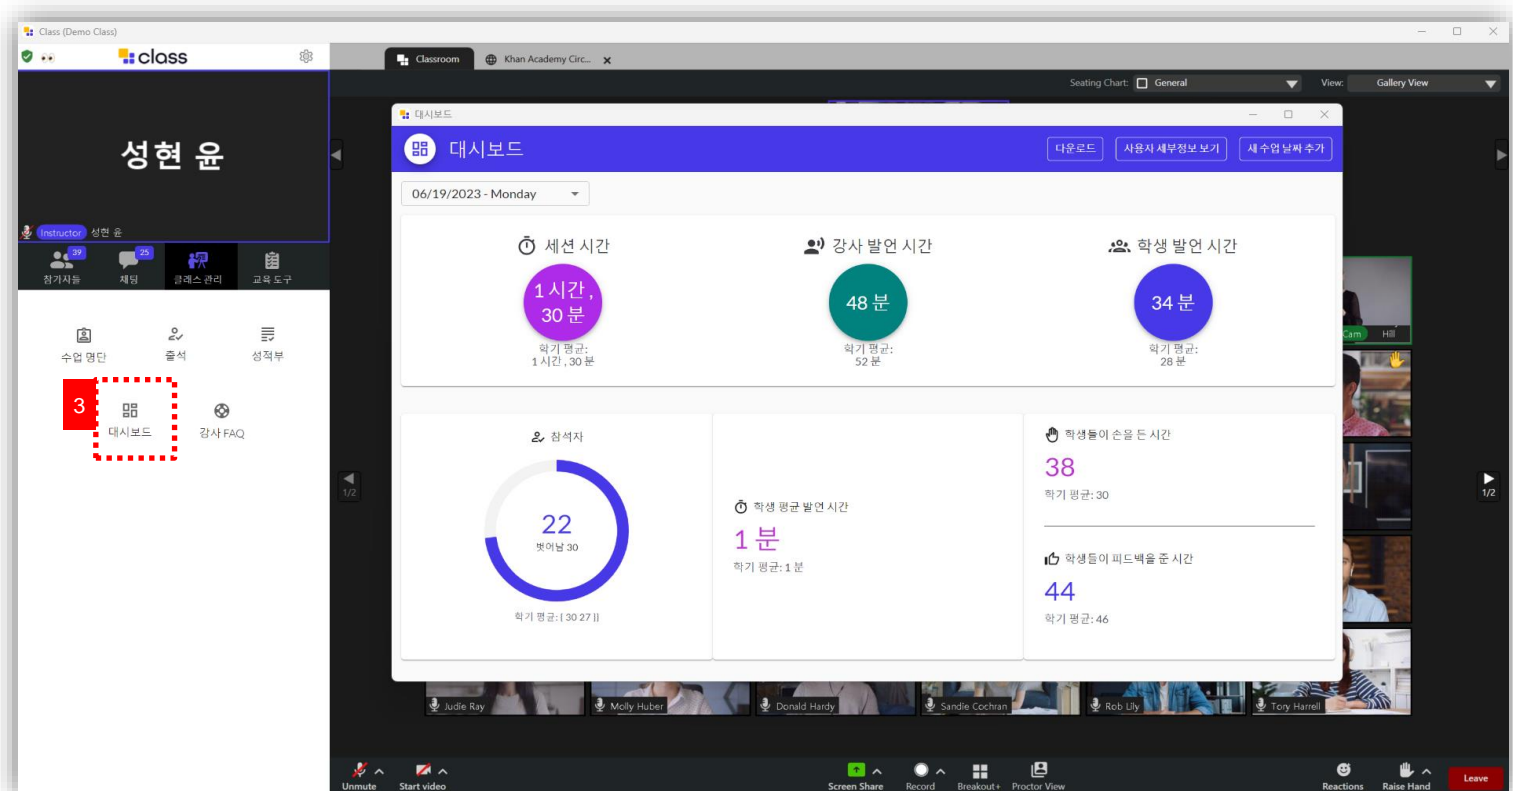 Class (Demo Class)
class
Classroom
Khan Academy Circ...
Seating Chart:
General
View:
Gallery View
성현 윤
Instructor 성현 윤
39
25
참가자들
채팅
클래스 관리
교육 도구
수업 명단
출석
성적부
3
대시보드
강사 FAQ
대시보드
대시보드
다운로드
사용자 세부정보 보기
새 수업 날짜 추가
06/19/2023 - Monday
세션 시간
강사 발언 시간
학생 발언 시간
1 시간 ,
30 분
48 분
34 분
학기 평균:
1 시간 , 30 분
학기 평균:
52 분
학기 평균:
28 분
참석자
22
벗어남 30
학기 평균: [ 30 27 ]]
학생 평균 발언 시간
1 분
학기 평균: 1 분
학생들이 손을 든 시간
38
학기 평균: 30
학생들이 피드백을 준 시간
44
학기 평균: 46
Cam
Hill
1/2
1/2
Judie Ray
Molly Huber
Donald Hardy
Sandie Cochran
Rob Lily
Tory Harrell
Unmute
Start video
Screen Share
Record
Breakout+
Proctor View
Reactions
Raise Hand
Leave